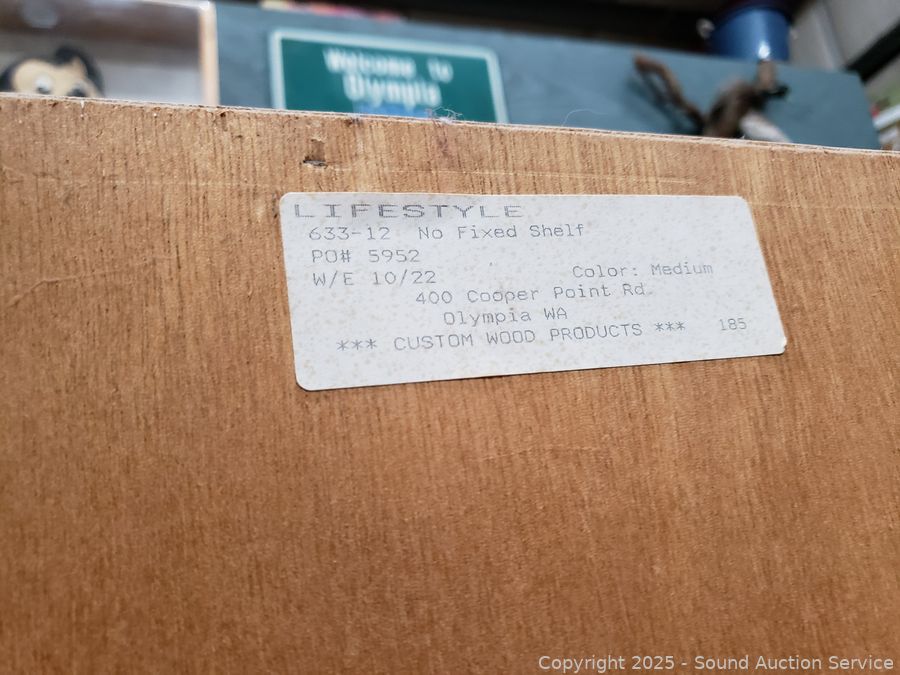 Welcome to
Olympia
LIFESTYLE
633-12 No Fixed Shelf
PO# 5952
W/E 10/22 Color: Medium
400 Cooper Point Rd
Olympia WA
*** CUSTOM WOOD PRODUCTS *** 185
Copyright © 2025 - Sound Auction Service